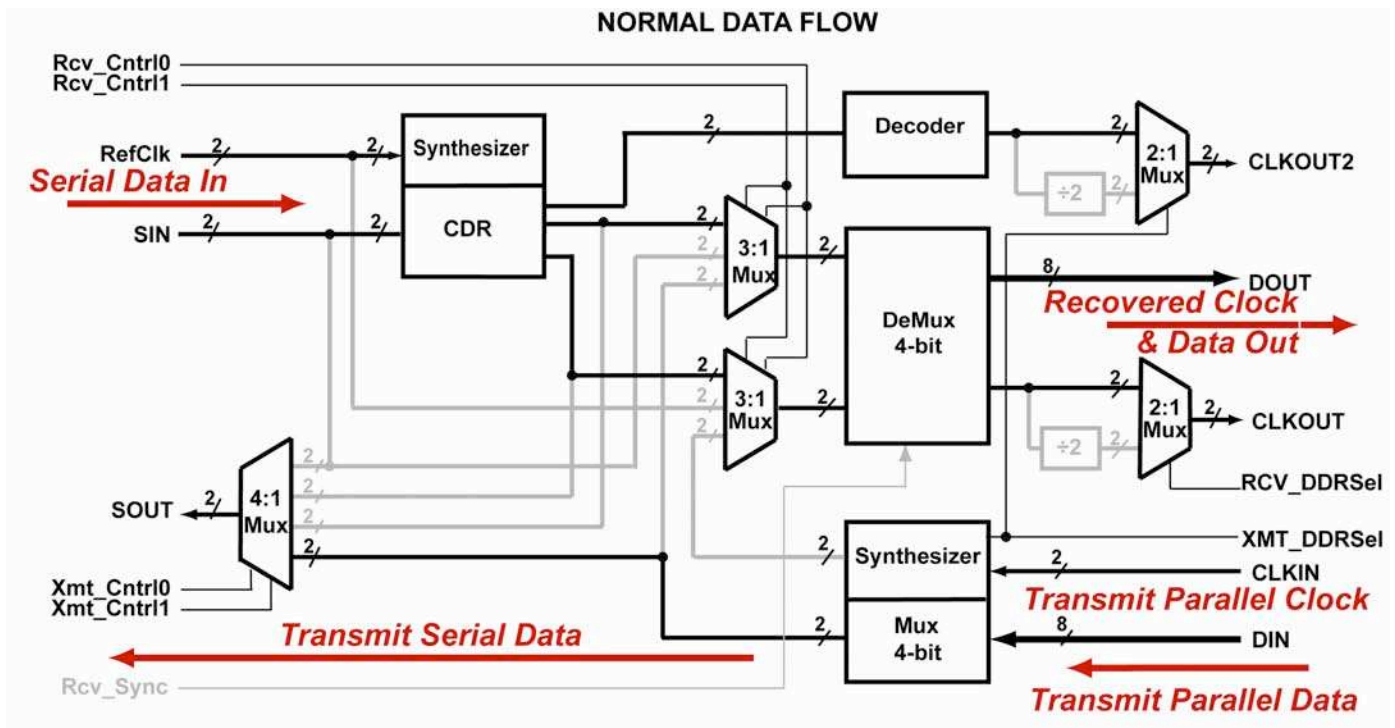 NORMAL DATA FLOW
Rcv_Cntrl0
Rcv_Cntrl1
RefClk
2
2
Synthesizer
CDR
2
Decoder
2
2:1
Mux
2
CLKOUT2
÷2
2
Serial Data In
SIN
2
2
2
2
2
3:1
Mux
2
DeMux
4-bit
8
DOUT
Recovered Clock
& Data Out
2
2
2
3:1
Mux
2
2
2:1
Mux
2
CLKOUT
÷2
2
RCV_DDRSel
SOUT
2
4:1
Mux
2
2
2
2
Xmt_Cntrl0
Xmt_Cntrl1
2
Synthesizer
XMT_DDRSel
2
CLKIN
Transmit Parallel Clock
2
Mux
4-bit
8
DIN
Transmit Serial Data
Rcv_Sync
Transmit Parallel Data